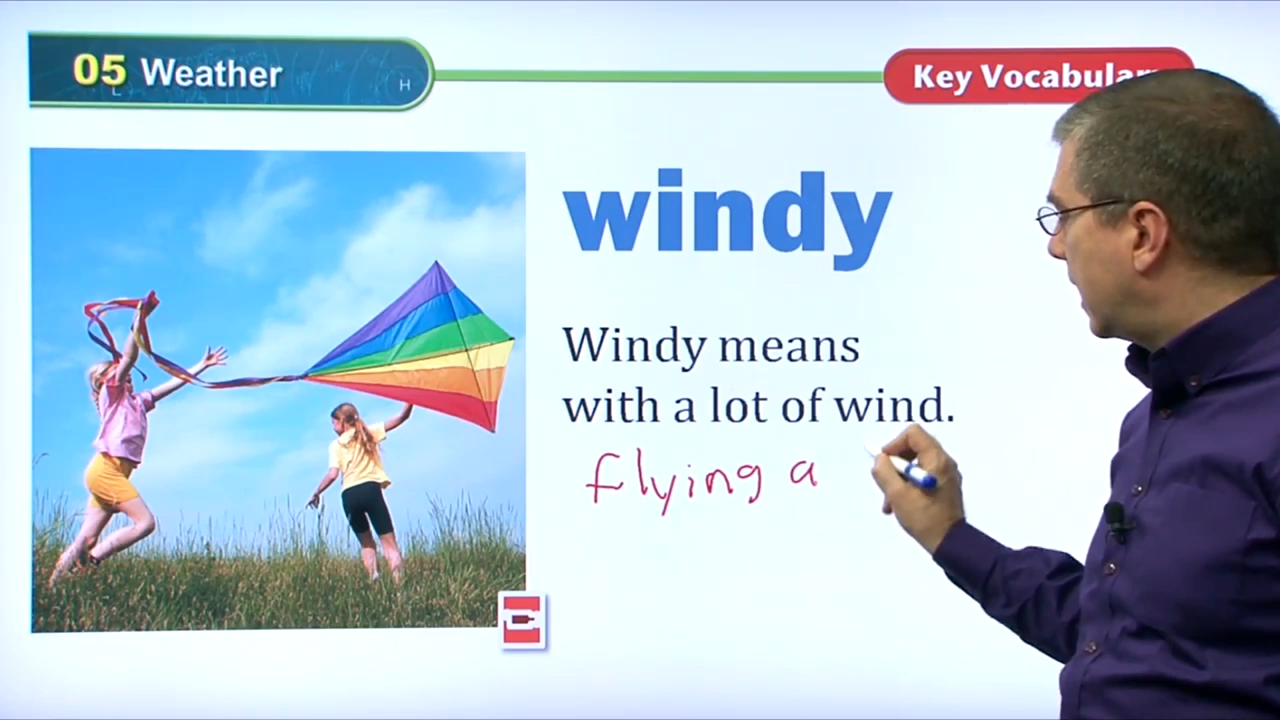 05 Weather
Key Vocabular
windy
Windy means
with a lot of wind.
flying a
L
H